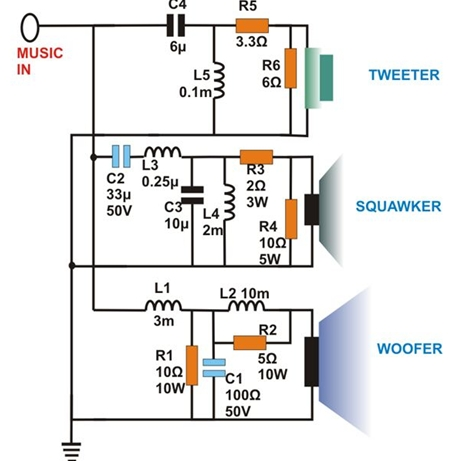 C4
6µ
R5
3.3Ω
MUSIC
IN
L5
0.1m
R6
6Ω
TWEETER
C2
33µ
50V
L3
0.25µ
C3
10µ
L4
2m
R3
2Ω
3W
R4
10Ω
5W
SQUAWKER
L1
3m
L2 10m
R2
5Ω
10W
R1
10Ω
10W
C1
100Ω
50V
WOOFER